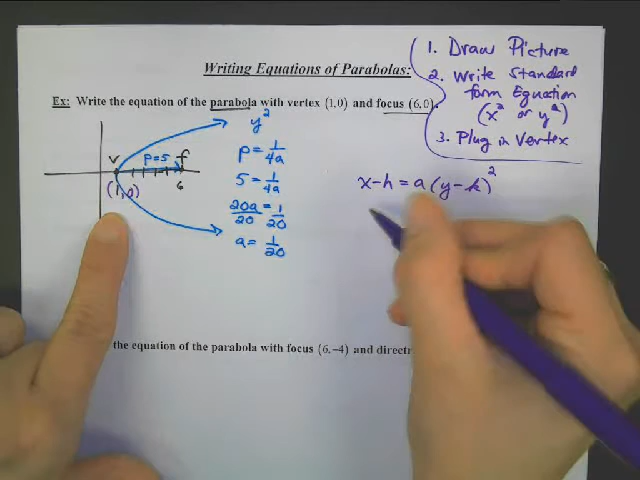 Writing Equations of Parabolas:
1. Draw Picture
2. Write Standard
form Equation
(x² or y²)
3. Plug in Vertex
Ex: Write the equation of the parabola with vertex (1,0) and focus (6,0).
y²
V P=5 f
(1,0) 6
P = 1/4a
5 = 1/4a
20a/20 = 1/20
a = 1/20
x-h = a(y-k)²
the equation of the parabola with focus (6,-4) and direct